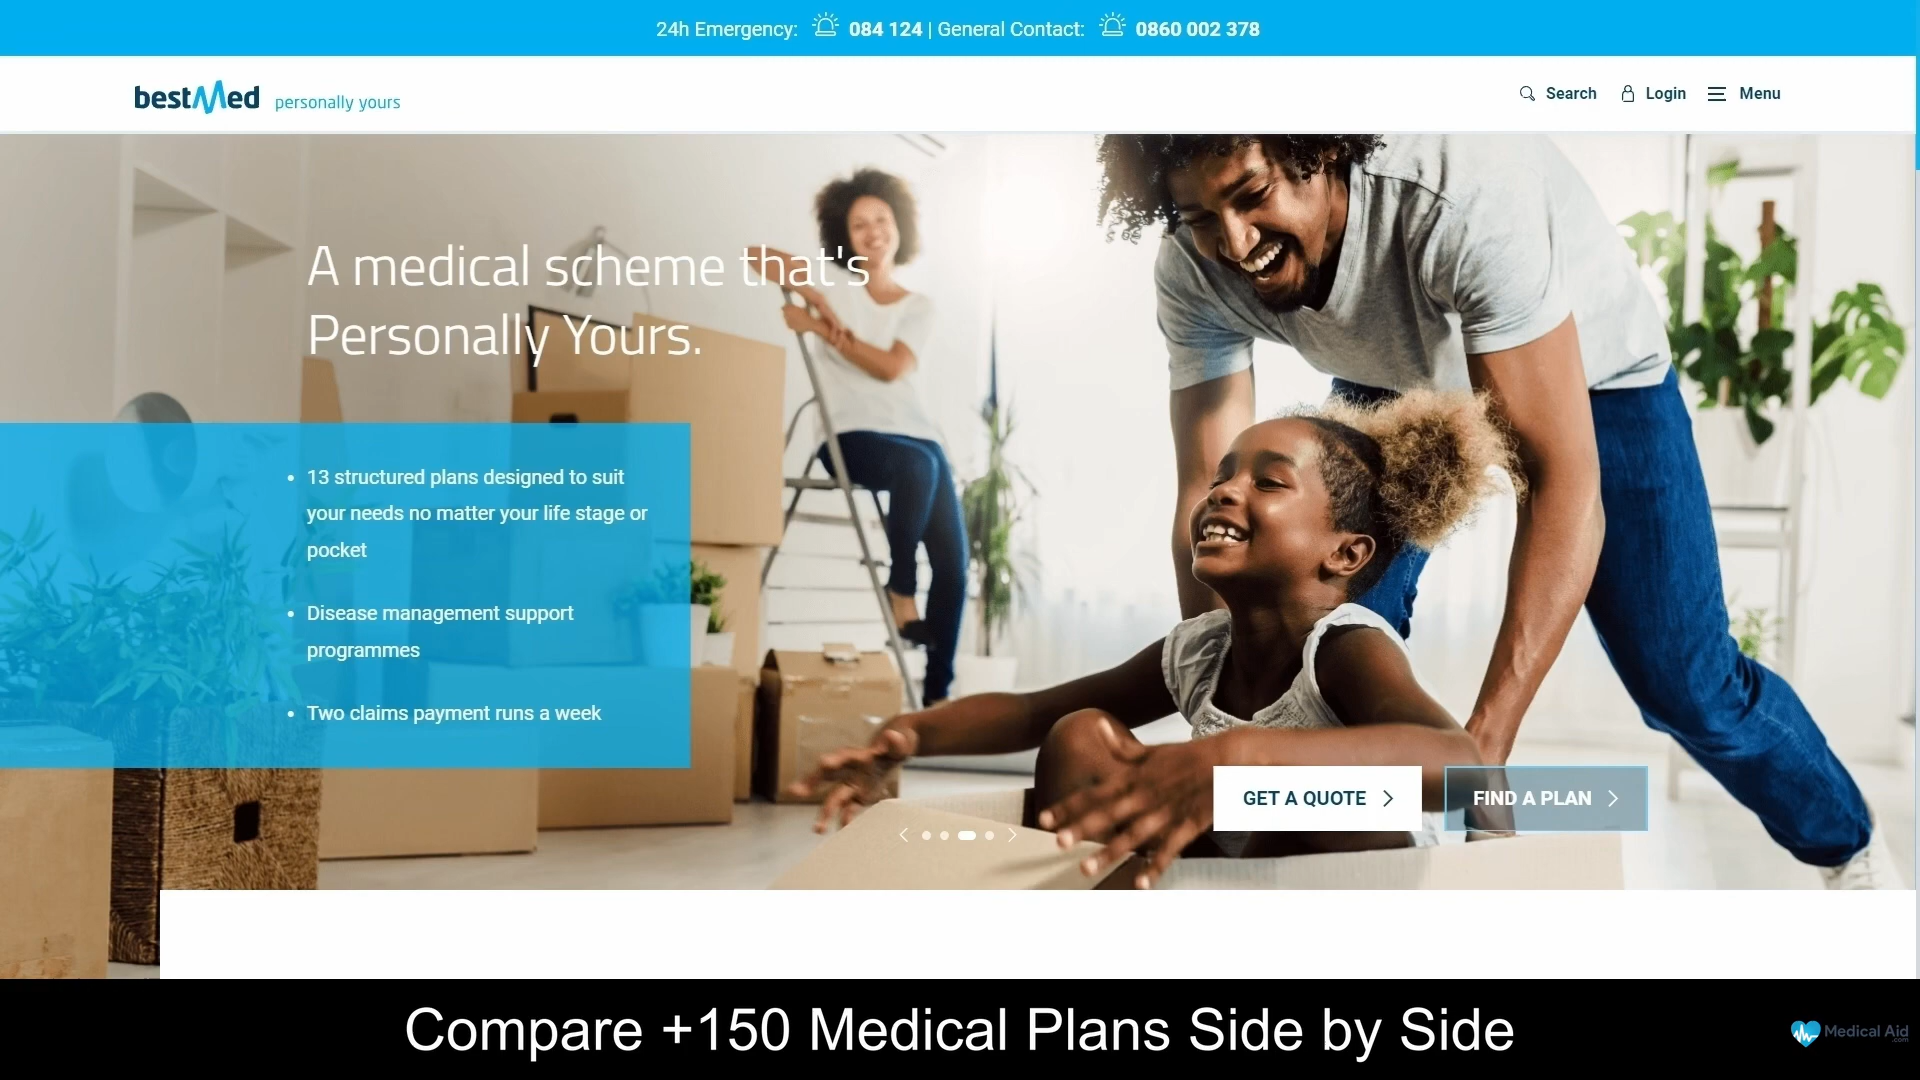 24h Emergency: 084 124 | General Contact: 0860 002 378
bestMed personally yours
Search Login Menu
A medical scheme that's
Personally Yours.
• 13 structured plans designed to suit
your needs no matter your life stage or
pocket
• Disease management support
programmes
• Two claims payment runs a week
GET A QUOTE FIND A PLAN
Compare +150 Medical Plans Side by Side
Medical Aid
.com